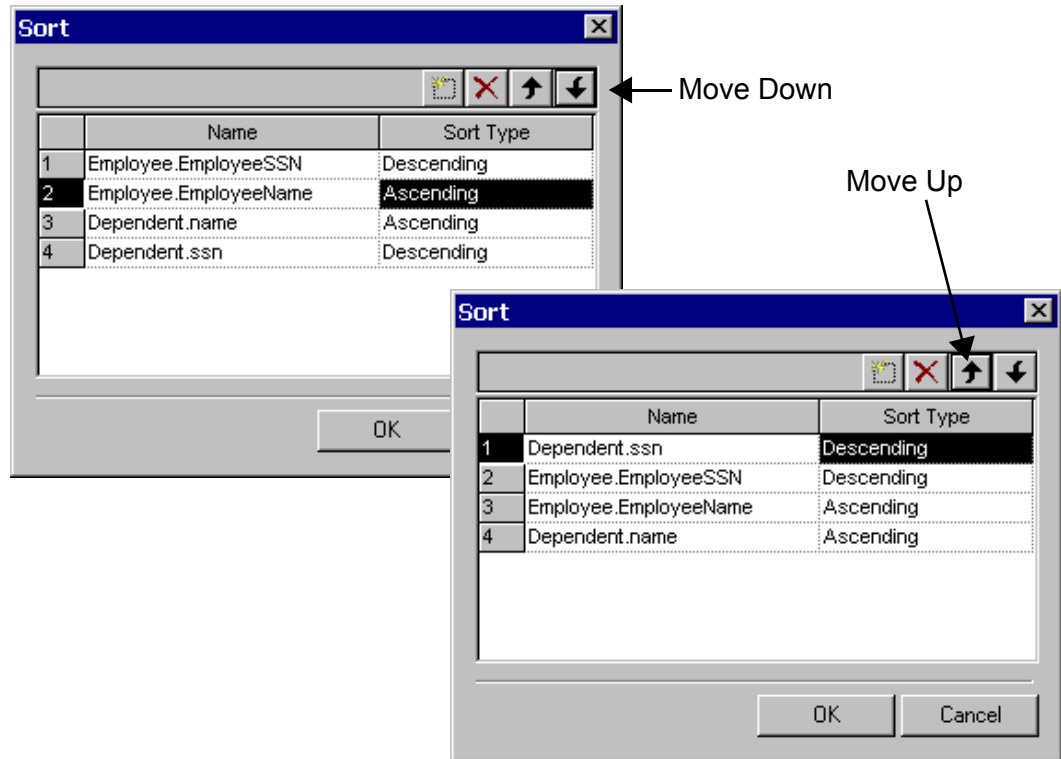 Sort
Move Down
Name Sort Type
1 Employee.EmployeeSSN Descending
2 Employee.EmployeeName Ascending
3 Dependent.name Ascending
4 Dependent.ssn Descending
OK
Move Up
Sort
Name Sort Type
1 Dependent.ssn Descending
2 Employee.EmployeeSSN Descending
3 Employee.EmployeeName Ascending
4 Dependent.name Ascending
OK Cancel